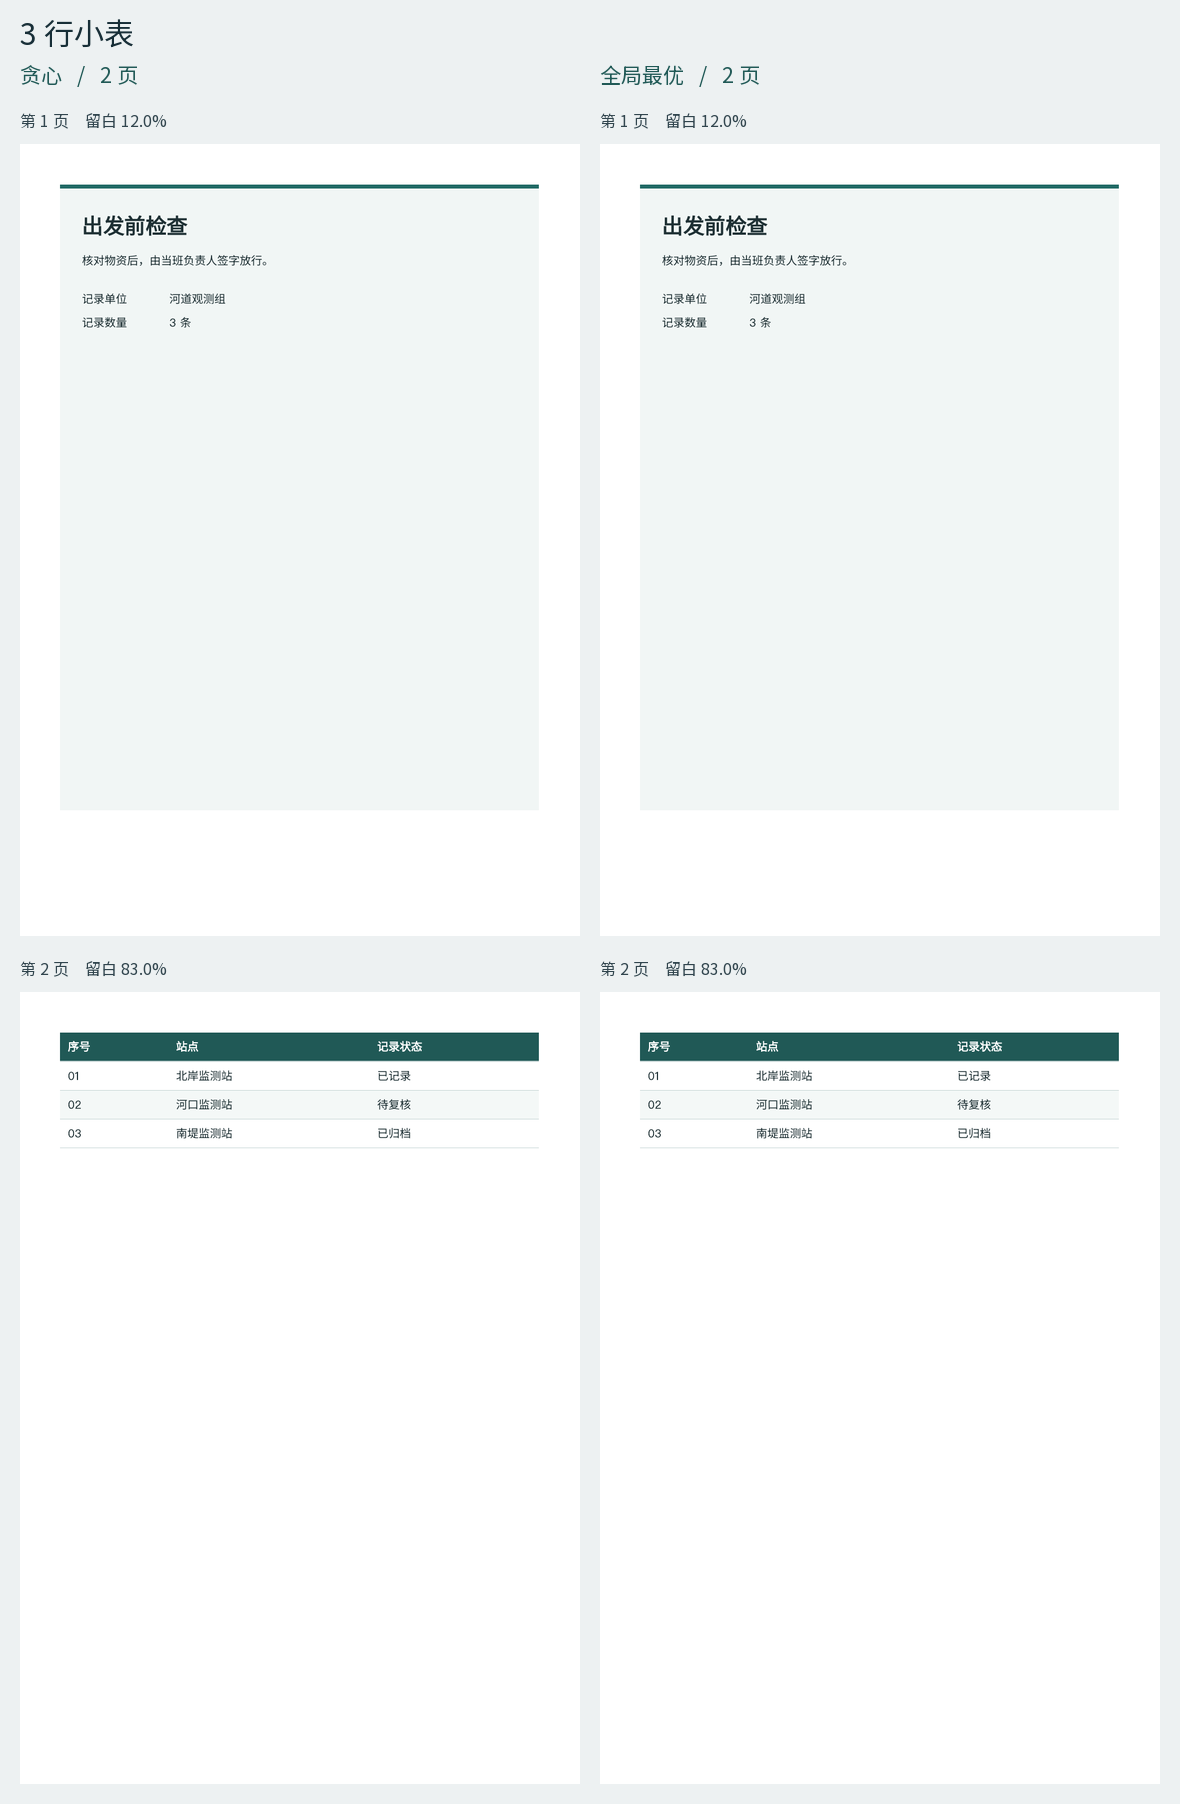 3 行小表
贪心 / 2 页
全局最优 / 2 页
第 1 页 留白 12.0%
第 1 页 留白 12.0%
出发前检查
核对物资后，由当班负责人签字放行。
记录单位 河道观测组
记录数量 3 条
出发前检查
核对物资后，由当班负责人签字放行。
记录单位 河道观测组
记录数量 3 条
第 2 页 留白 83.0%
第 2 页 留白 83.0%
序号 站点 记录状态
01 北岸监测站 已记录
02 河口监测站 待复核
03 南堤监测站 已归档
序号 站点 记录状态
01 北岸监测站 已记录
02 河口监测站 待复核
03 南堤监测站 已归档